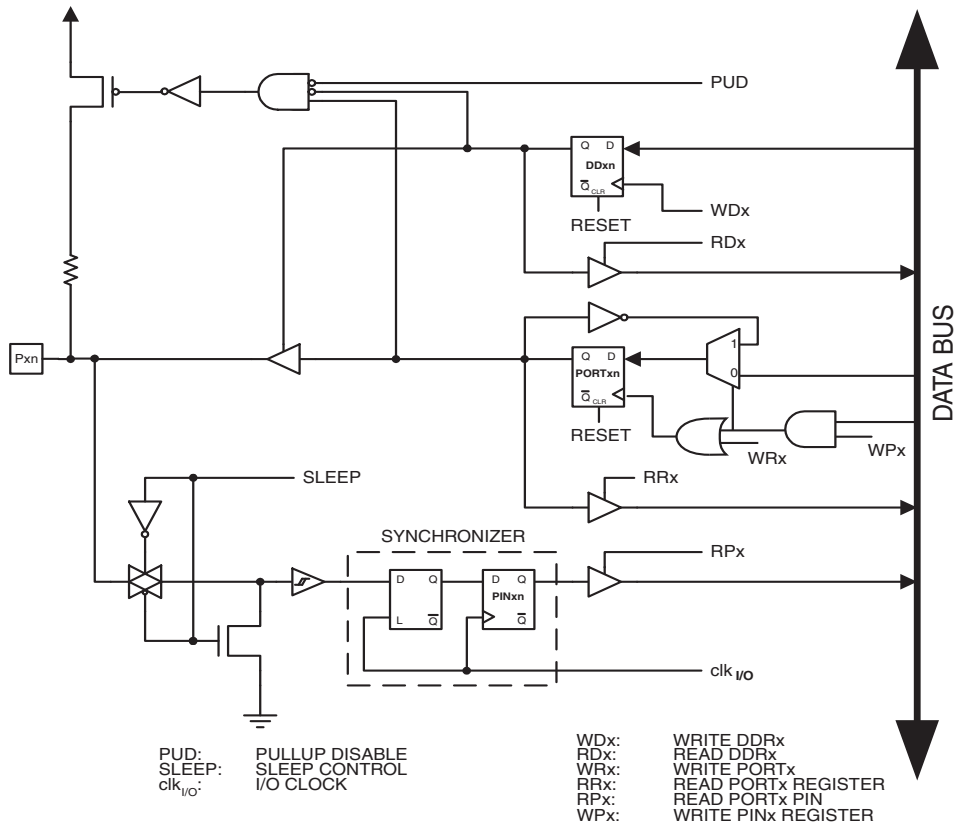 PUD
Q D
DDxn
Q CLR
WDx
RESET
RDx
Pxn
1
Q D
PORTxn
0
Q CLR
RESET
WRx
WPx
DATA BUS
SLEEP
RRx
SYNCHRONIZER
RPx
D Q
D Q
PINxn
L Q
Q
clk I/O
PUD: PULLUP DISABLE
SLEEP: SLEEP CONTROL
clkI/O: I/O CLOCK
WDx: WRITE DDRx
RDx: READ DDRx
WRx: WRITE PORTx
RRx: READ PORTx REGISTER
RPx: READ PORTx PIN
WPx: WRITE PINx REGISTER